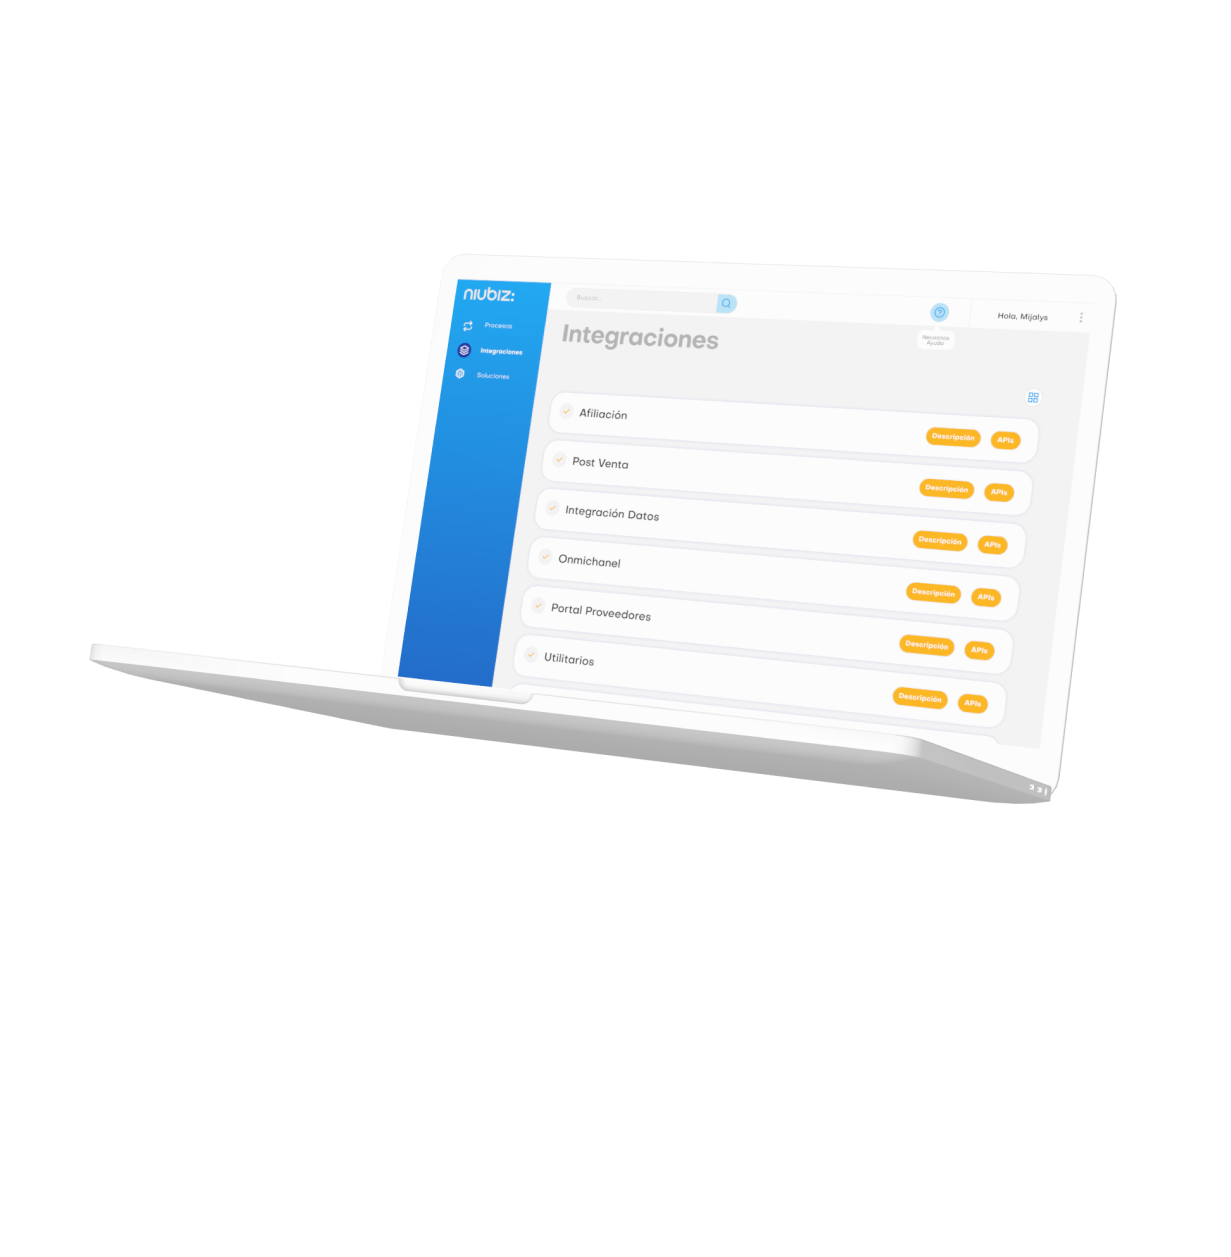 niubiz:
Procesos
Integraciones
Soluciones
Buscar...
Necesitas
Ayuda
Hola, Mijalys
Integraciones
Afiliación
Descripción
APIs
Post Venta
Descripción
APIs
Integración Datos
Descripción
APIs
Onmichanel
Descripción
APIs
Portal Proveedores
Descripción
APIs
Utilitarios
Descripción
APIs